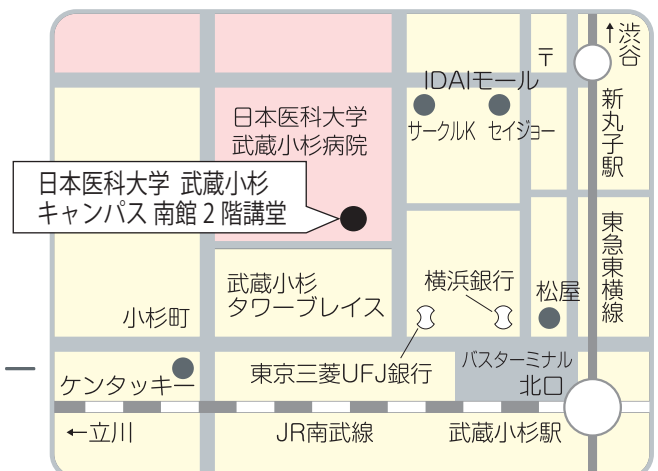 ↑渋谷
〒
IDAIモール
新丸子駅
日本医科大学
武蔵小杉病院
サークルK
セイジョー
日本医科大学 武蔵小杉
キャンパス 南館2階講堂
東急東横線
武蔵小杉
タワープレイス
横浜銀行
松屋
小杉町
ケンタッキー
東京三菱UFJ銀行
バスターミナル
北口
←立川
JR南武線
武蔵小杉駅